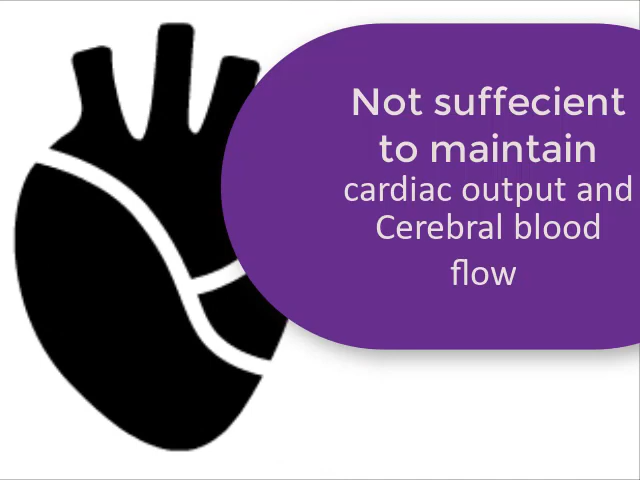 Not suffecient
to maintain
cardiac output and
Cerebral blood
flow